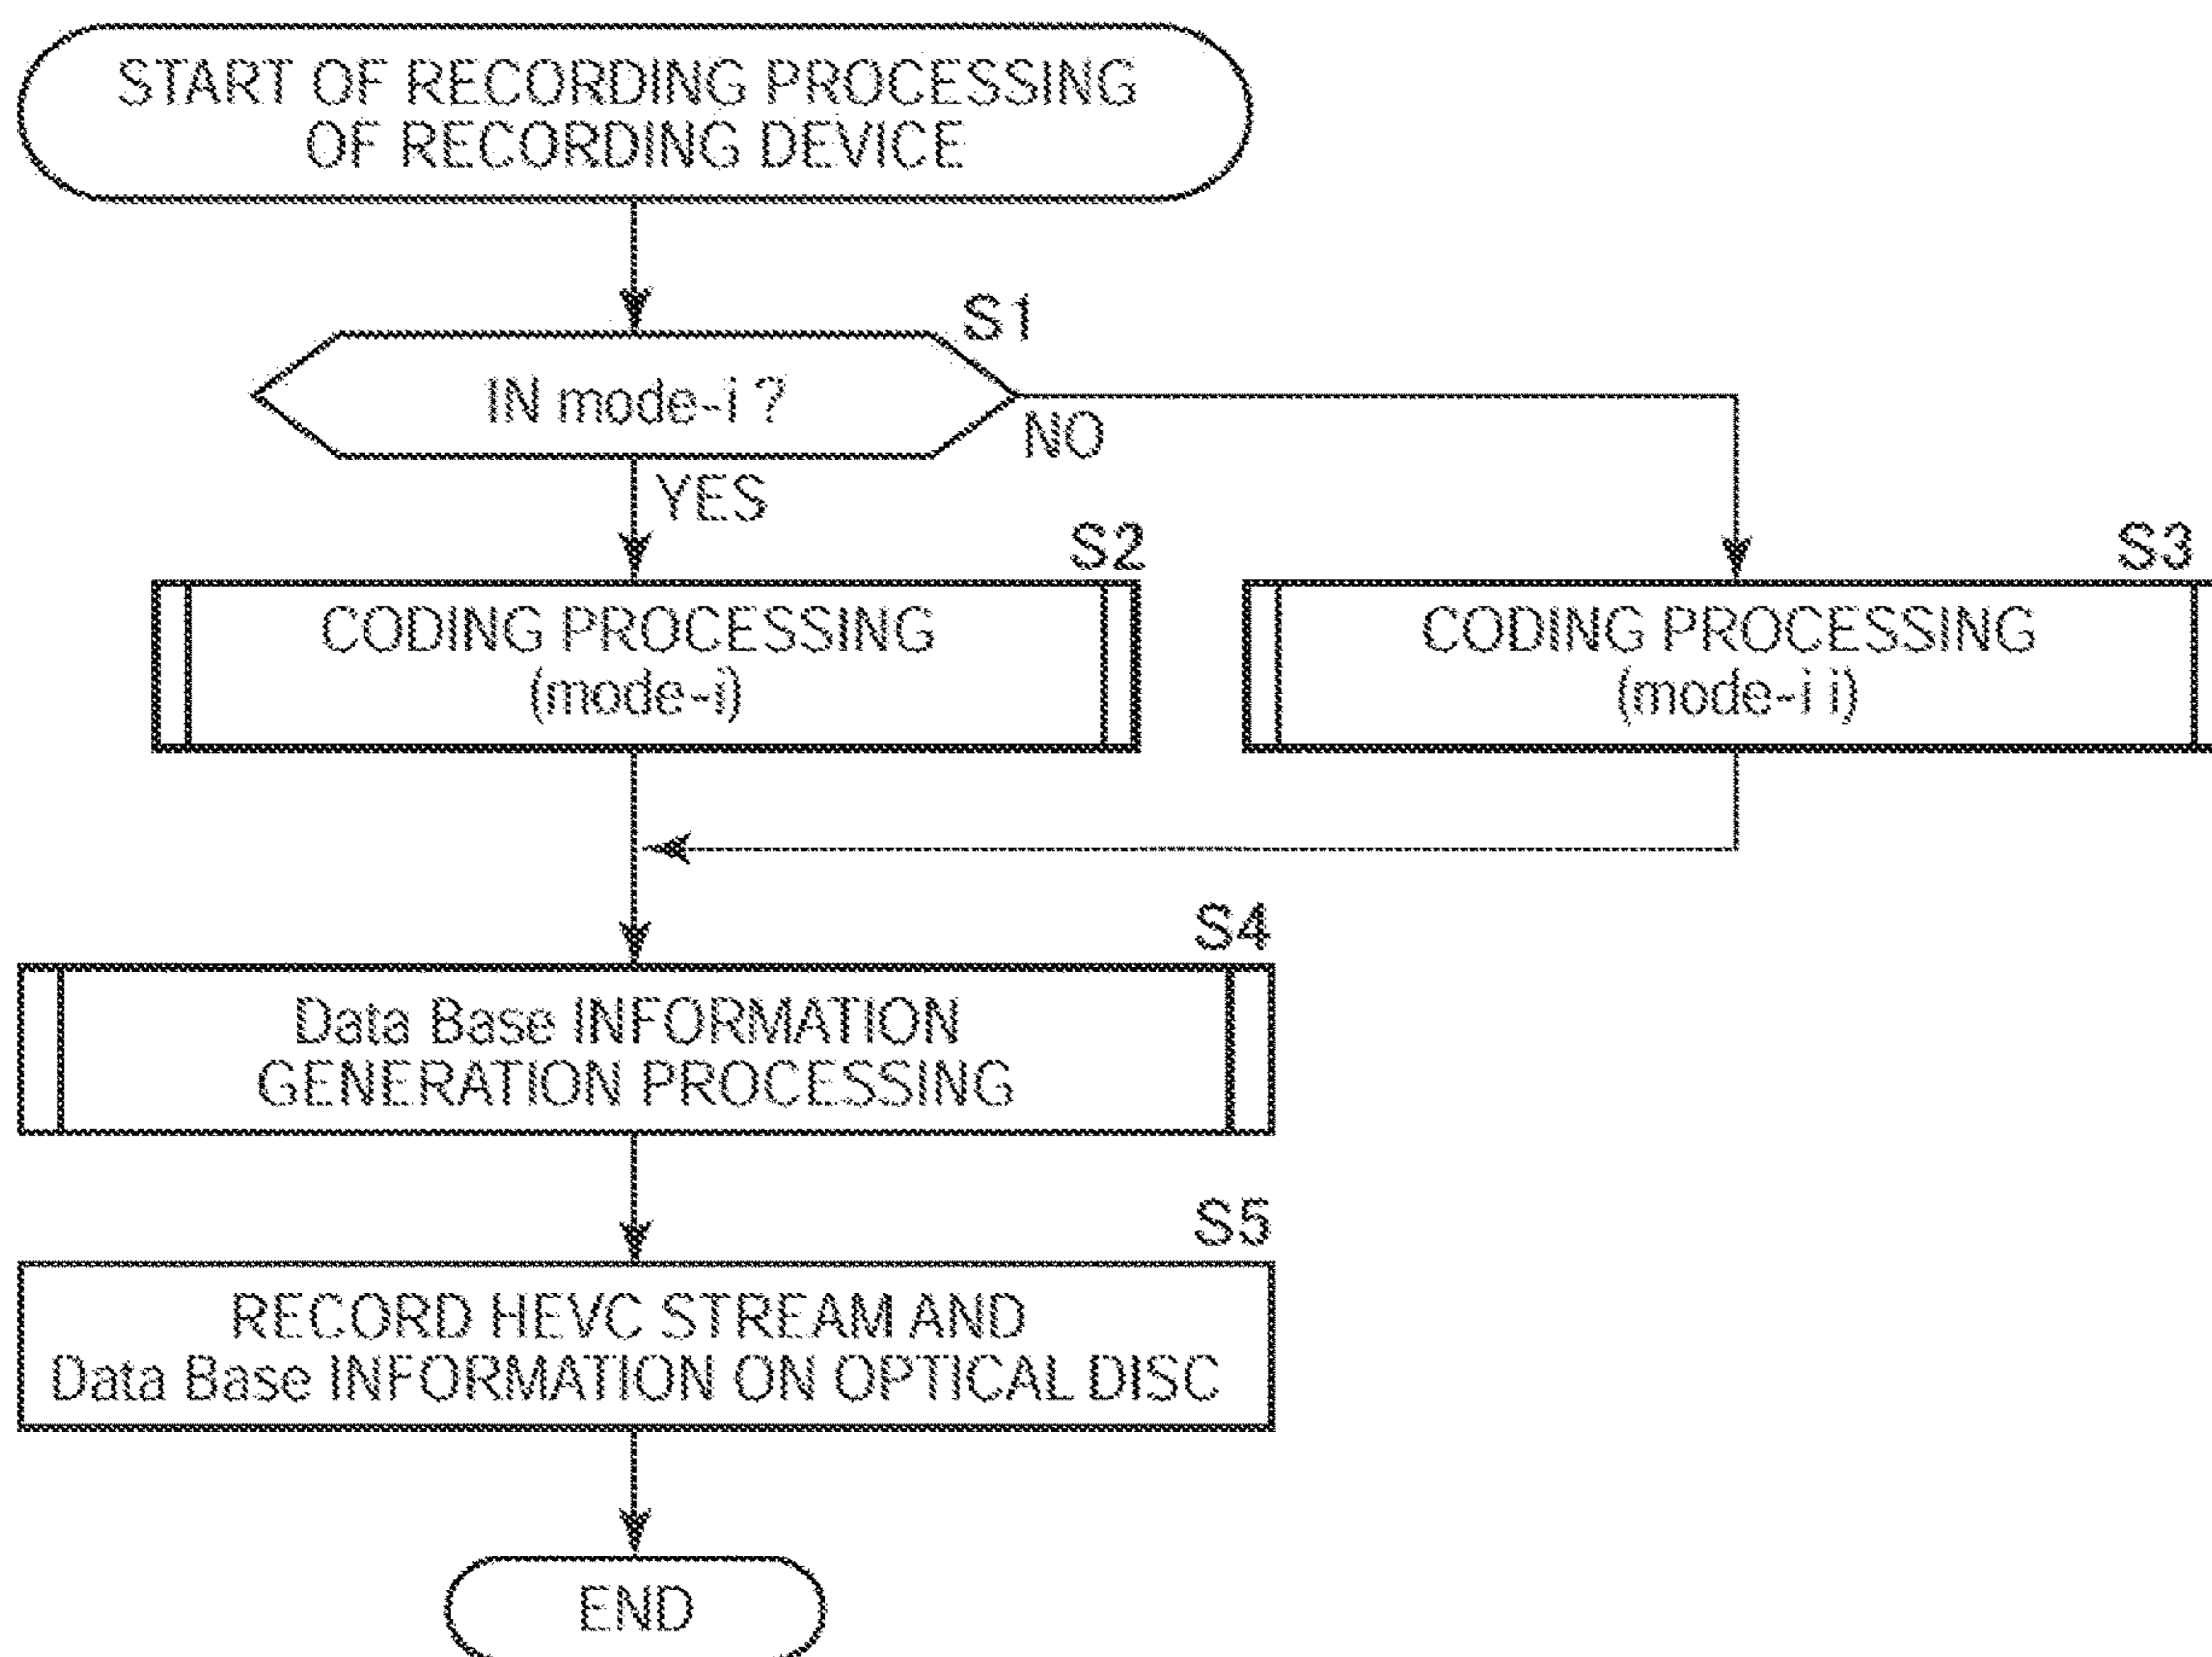 START OF RECORDING PROCESSING
OF RECORDING DEVICE
S1
IN mode-i ?
NO
YES
S2
CODING PROCESSING
(mode-i)
S3
CODING PROCESSING
(mode-i i)
S4
Data Base INFORMATION
GENERATION PROCESSING
S5
RECORD HEVC STREAM AND
Data Base INFORMATION ON OPTICAL DISC
END